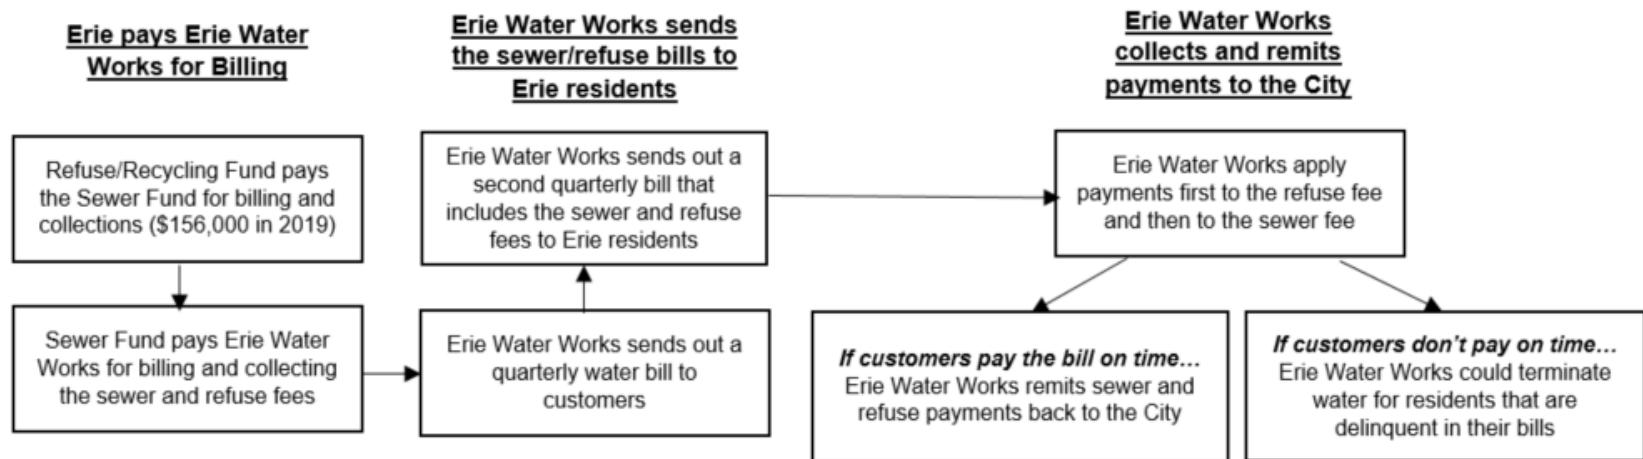 Erie pays Erie Water
Works for Billing
Refuse/Recycling Fund pays
the Sewer Fund for billing and
collections ($156,000 in 2019)
Sewer Fund pays Erie Water
Works for billing and collecting
the sewer and refuse fees
Erie Water Works sends
the sewer/refuse bills to
Erie residents
Erie Water Works sends out a
second quarterly bill that
includes the sewer and refuse
fees to Erie residents
Erie Water Works sends out a
quarterly water bill to
customers
Erie Water Works
collects and remits
payments to the City
Erie Water Works apply
payments first to the refuse fee
and then to the sewer fee
If customers pay the bill on time…
Erie Water Works remits sewer and
refuse payments back to the City
If customers don't pay on time…
Erie Water Works could terminate
water for residents that are
delinquent in their bills